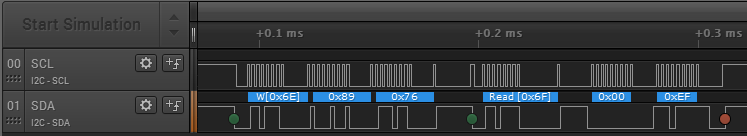 Start Simulation
+0.1 ms +0.2 ms +0.3 ms
00 SCL
I2C - SCL
W[0x6E] 0x89 0x76 Read [0x6F] 0x00 0xEF
01 SDA
I2C - SDA